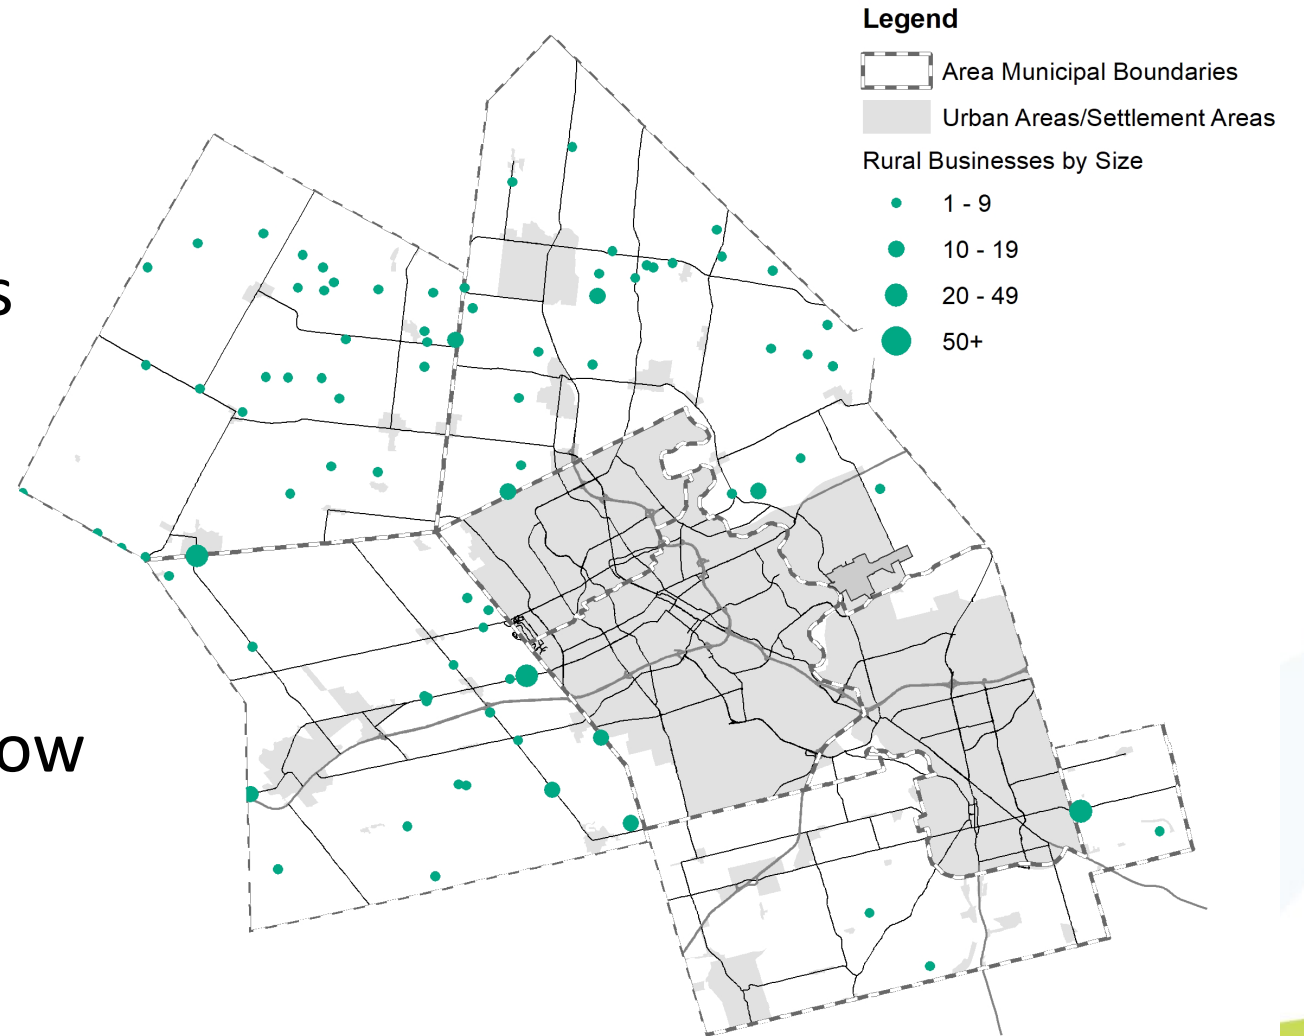 Legend
Area Municipal Boundaries
Urban Areas/Settlement Areas
Rural Businesses by Size
1 - 9
10 - 19
20 - 49
50+
s
ow